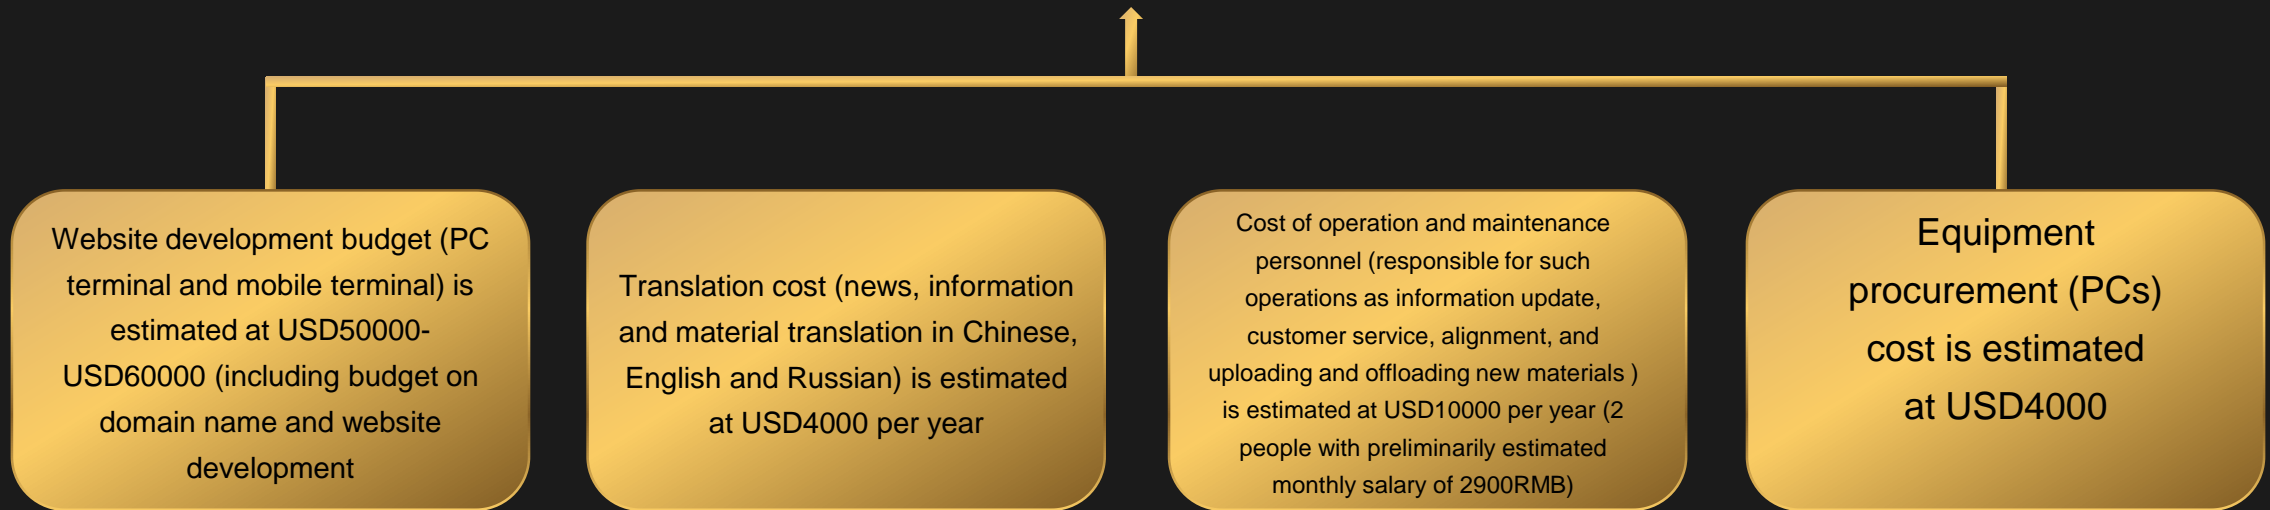 Website development budget (PC
terminal and mobile terminal) is
estimated at USD50000-
USD60000 (including budget on
domain name and website
development
Translation cost (news, information
and material translation in Chinese,
English and Russian) is estimated
at USD4000 per year
Cost of operation and maintenance
personnel (responsible for such
operations as information update,
customer service, alignment, and
uploading and offloading new materials )
is estimated at USD10000 per year (2
people with preliminarily estimated
monthly salary of 2900RMB)
Equipment
procurement (PCs)
cost is estimated
at USD4000